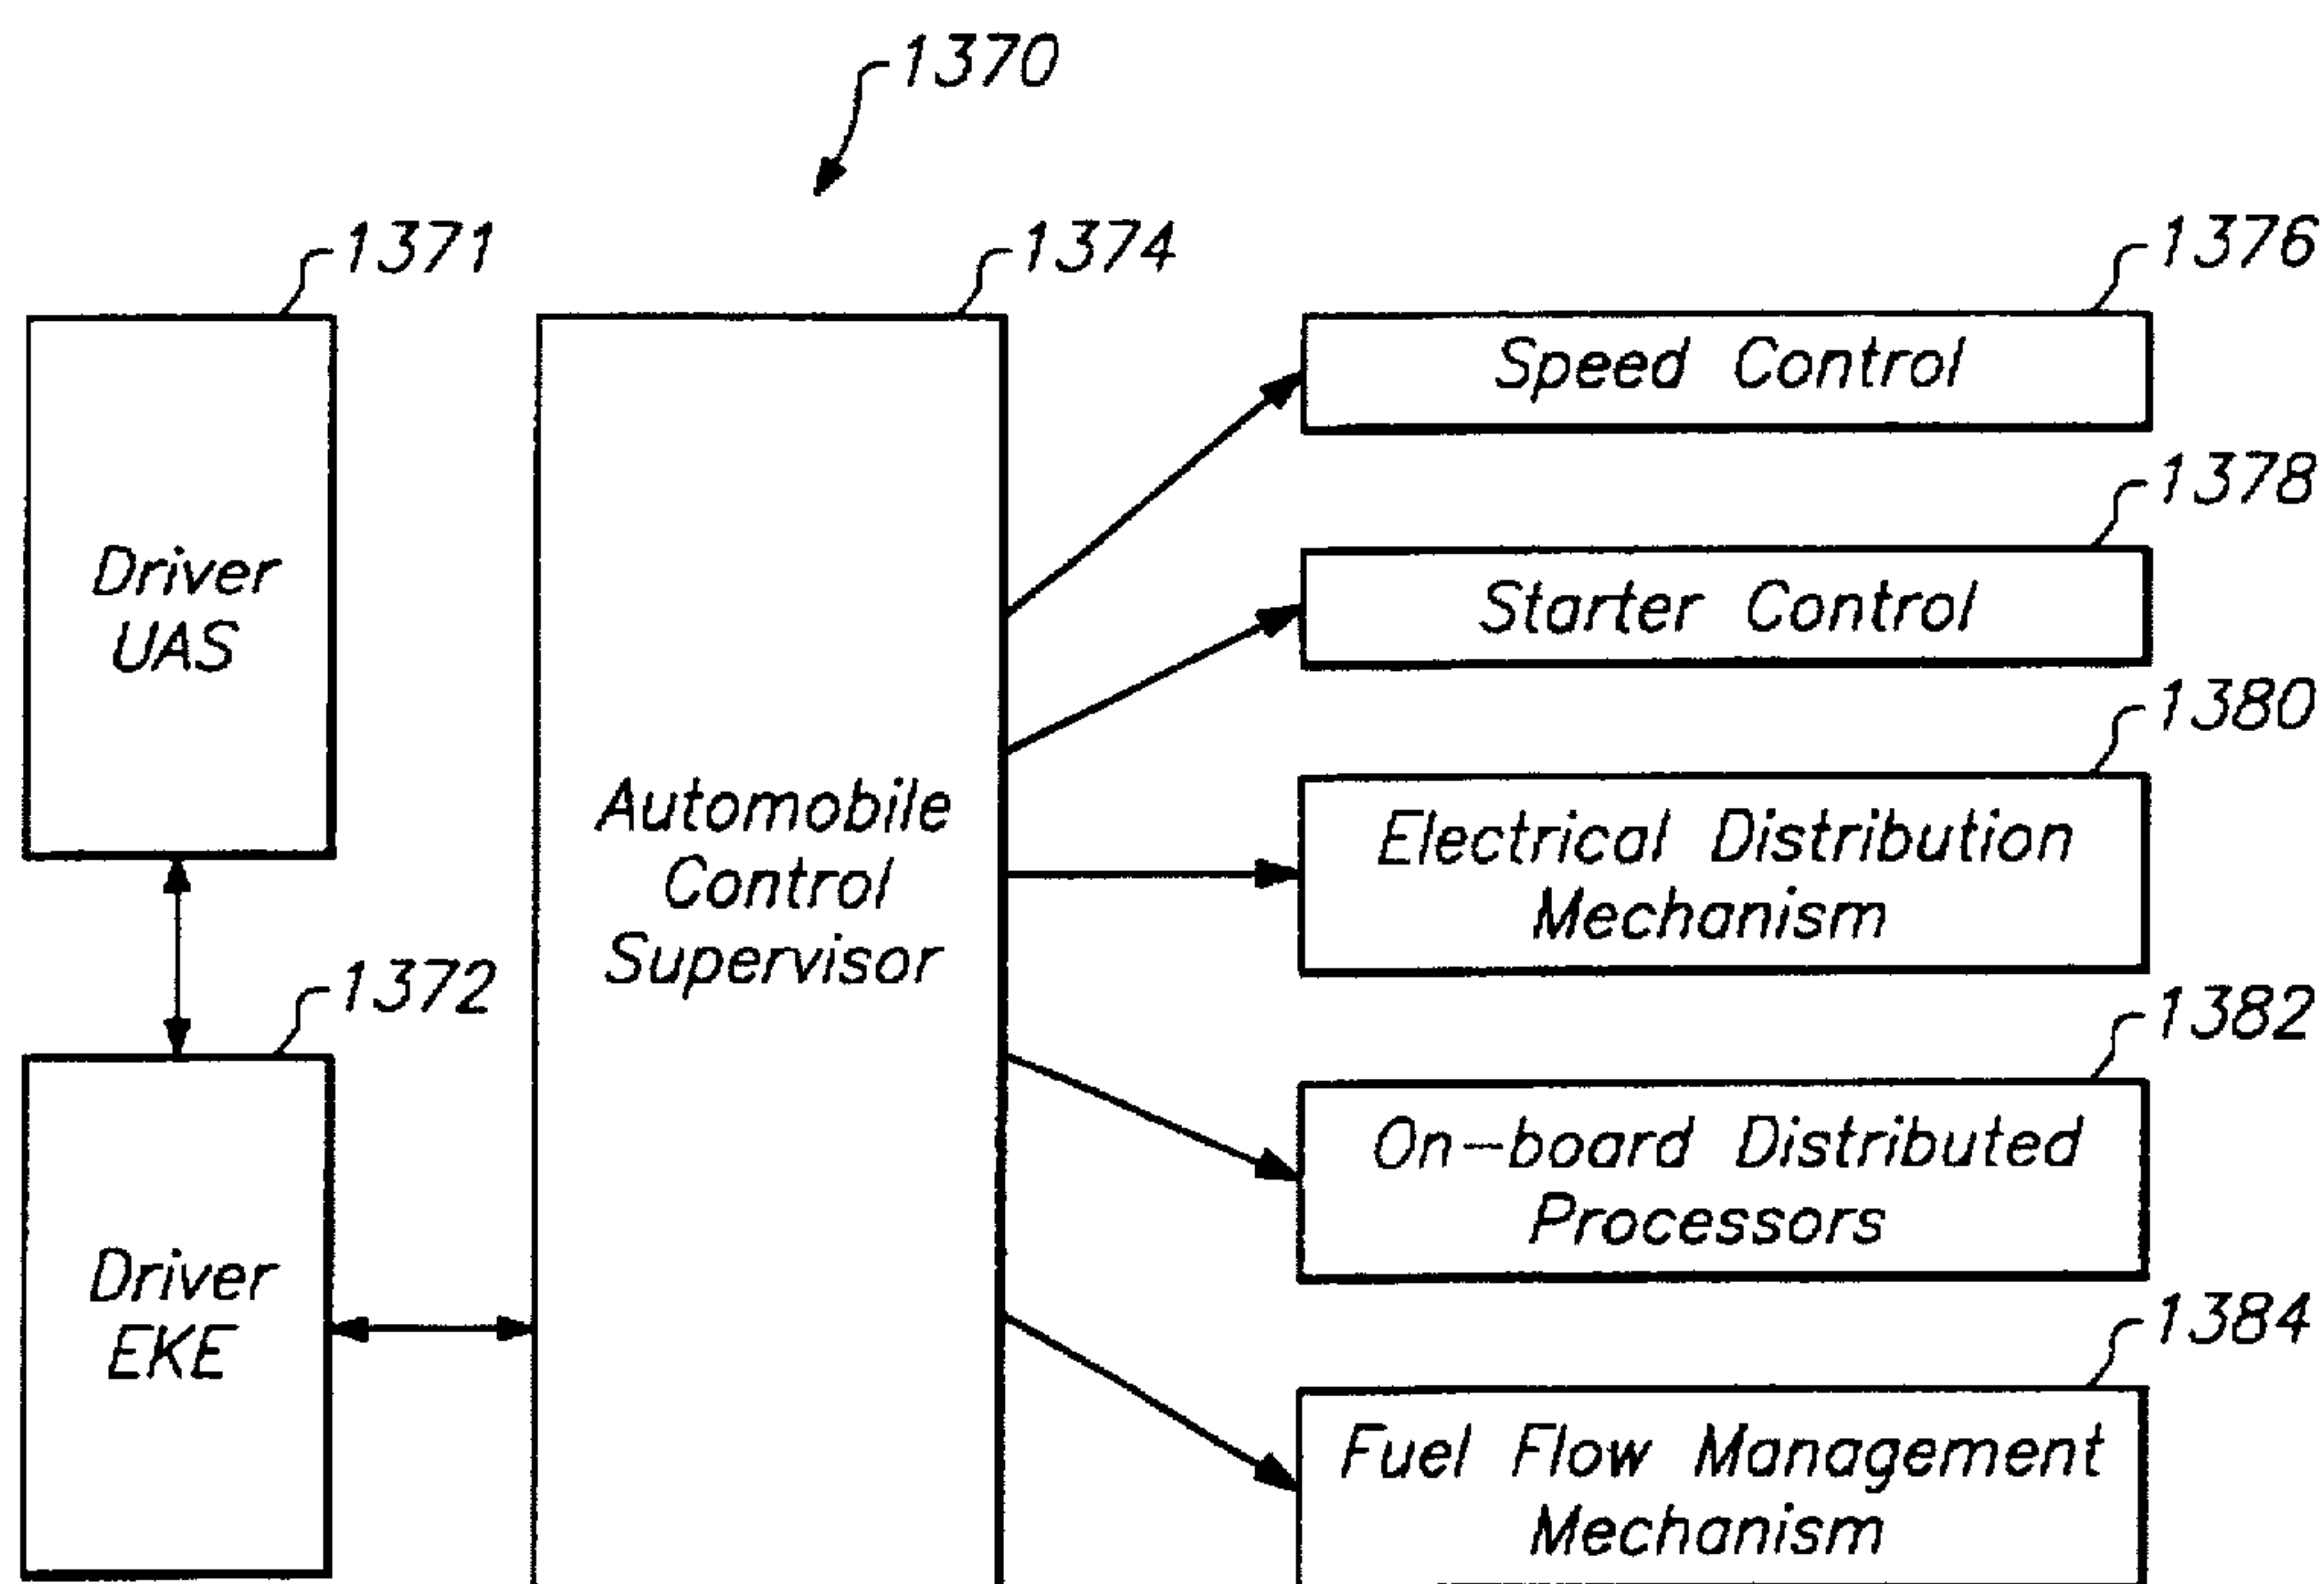 1370
1371
1374
1376
Speed Control
1378
Starter Control
1380
Driver
UAS
Automobile
Control
Supervisor
Electrical Distribution
Mechanism
1372
1382
On-board Distributed
Processors
Driver
EKE
1384
Fuel Flow Management
Mechanism